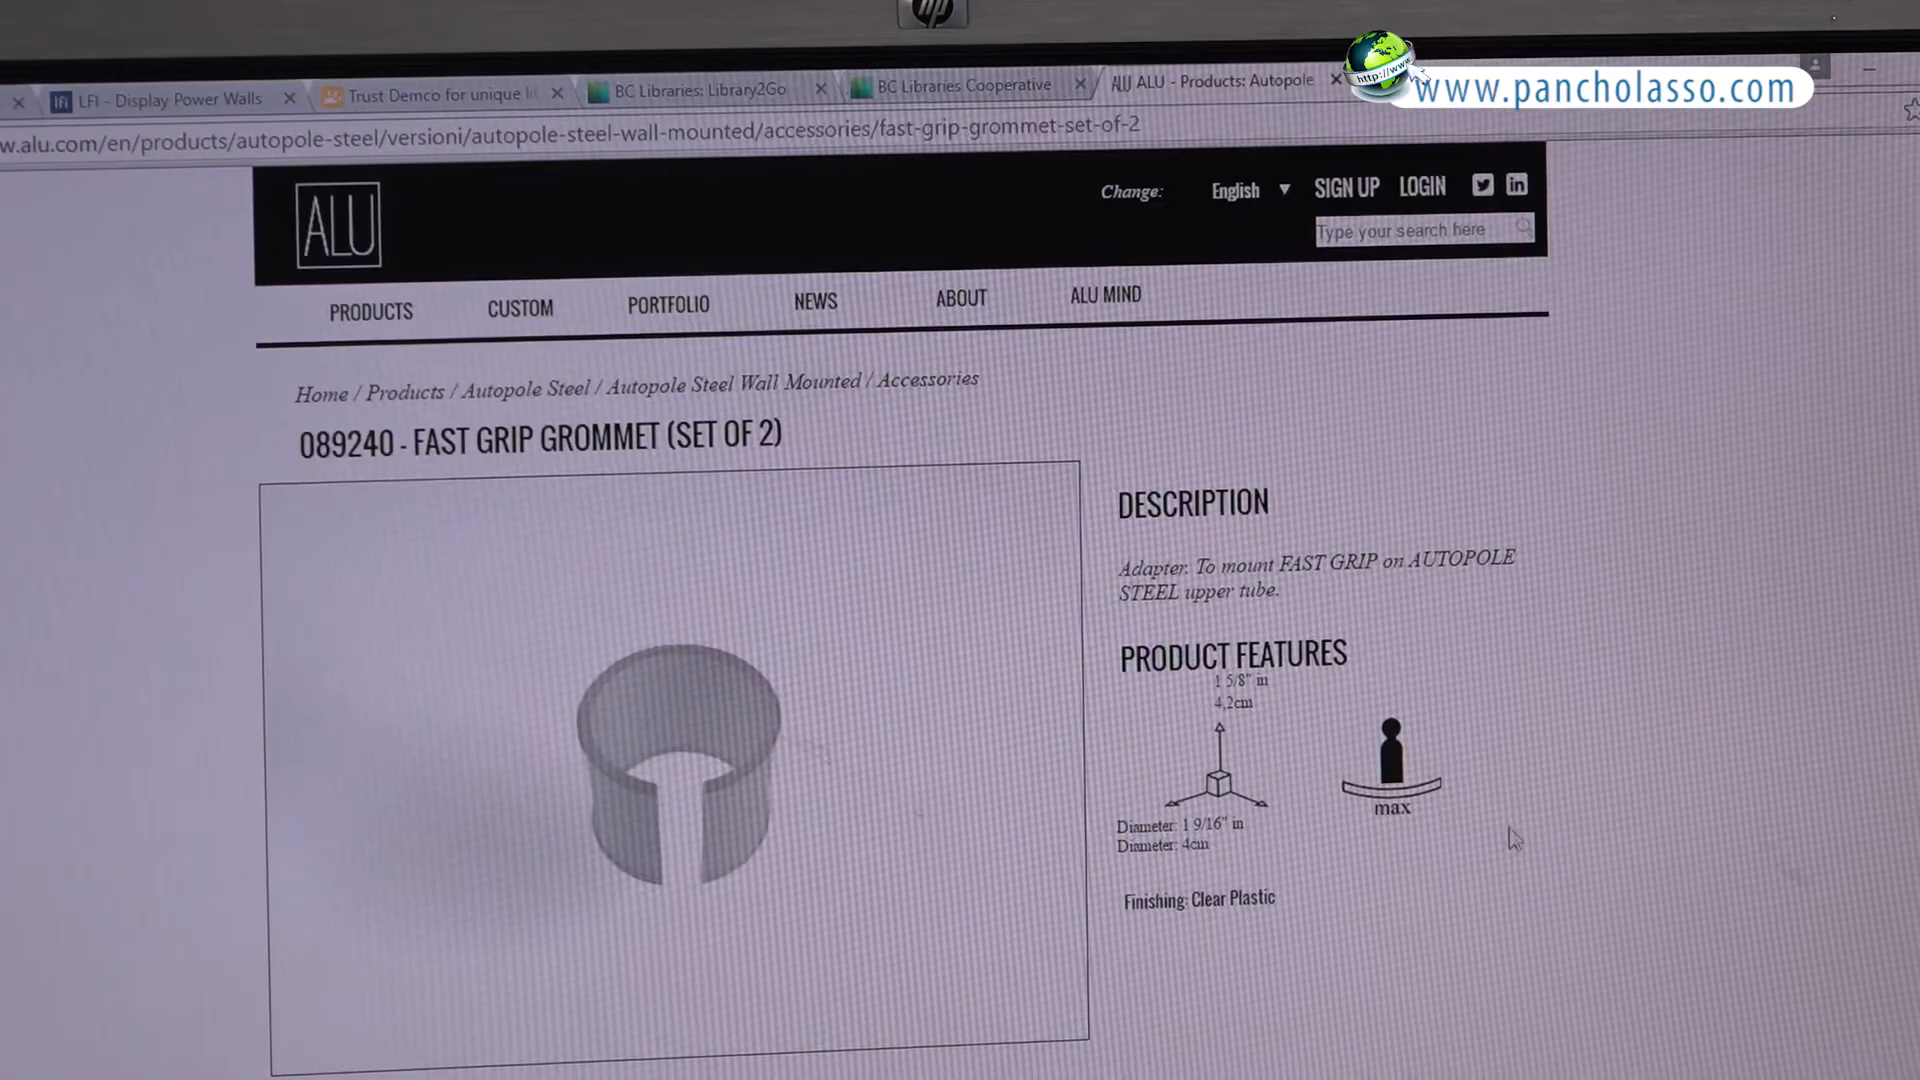 hp
http://www
www.pancholasso.com
LFI - Display Power Walls
Trust Demco for unique li
BC Libraries: Library2Go
BC Libraries Cooperative
ALU - Products: Autopole
w.alu.com/en/products/autopole-steel/versioni/autopole-steel-wall-mounted/accessories/fast-grip-grommet-set-of-2
ALU
Change:
English
SIGN UP
LOGIN
Type your search here
PRODUCTS
CUSTOM
PORTFOLIO
NEWS
ABOUT
ALU MIND
Home / Products / Autopole Steel / Autopole Steel Wall Mounted / Accessories
089240 - FAST GRIP GROMMET (SET OF 2)
DESCRIPTION
Adapter. To mount FAST GRIP on AUTOPOLE
STEEL upper tube.
PRODUCT FEATURES
1 5/8" in
4,2cm
max
Diameter: 1 9/16" in
Diameter: 4cm
Finishing: Clear Plastic